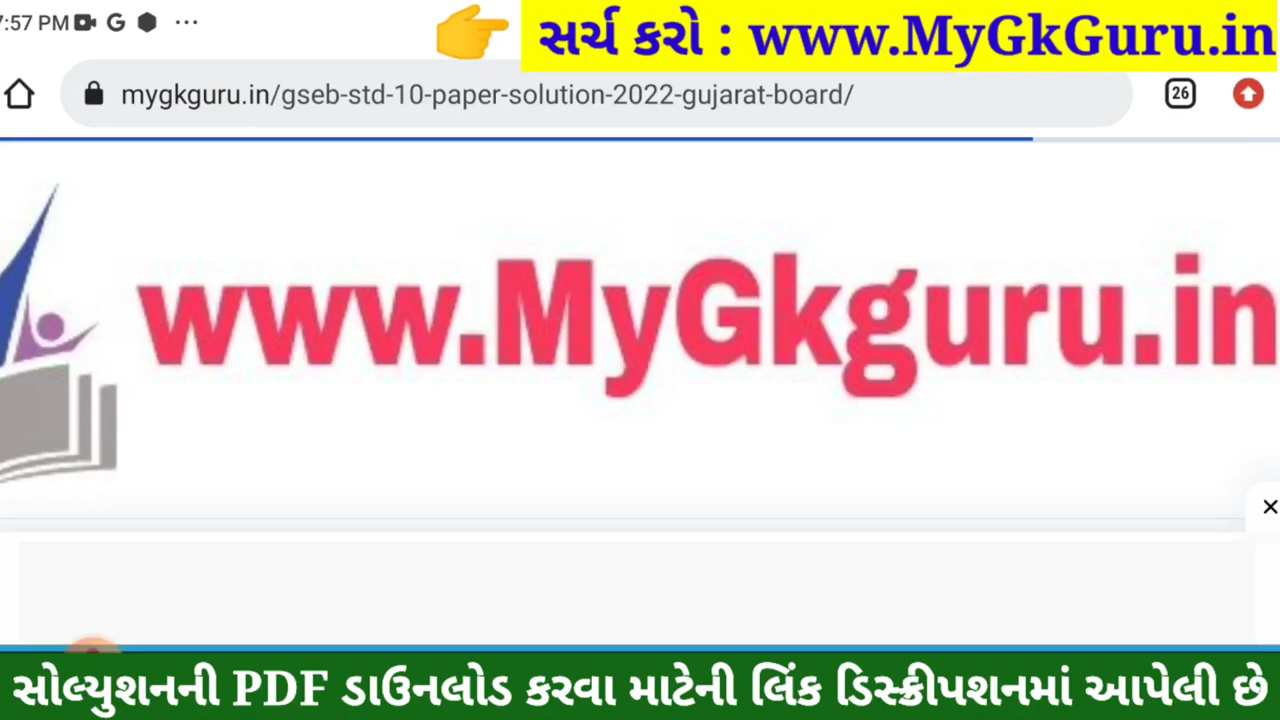 7:57 PM G ...
સર્ચ કરો : www.MyGkGuru.in
mygkguru.in/gseb-std-10-paper-solution-2022-gujarat-board/
26
www.MyGkguru.in
સોલ્યુશનની PDF ડાઉનલોડ કરવા માટેની લિંક ડિસ્ક્રીપશનમાં આપેલી છે